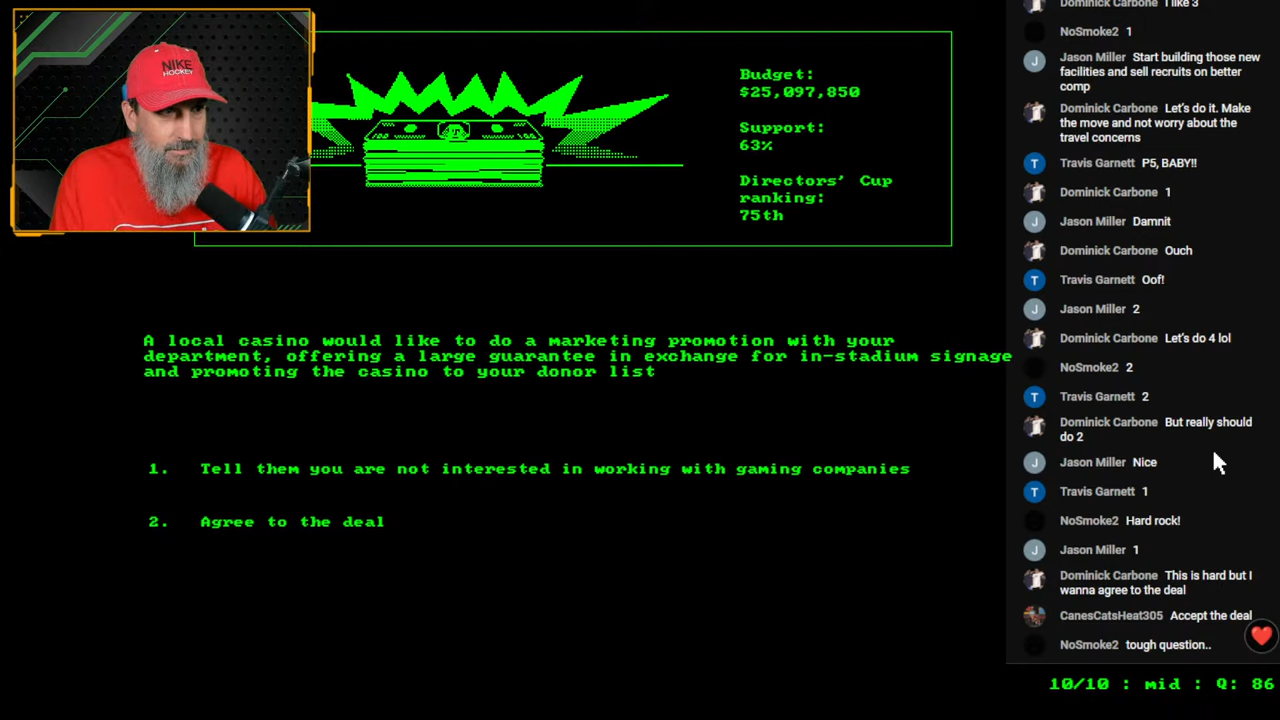 NIKE
HOCKEY
Budget:
$25,097,850
Support:
63%
Directors' Cup
ranking:
75th
A local casino would like to do a marketing promotion with your
department, offering a large guarantee in exchange for in-stadium signage
and promoting the casino to your donor list
1. Tell them you are not interested in working with gaming companies
2. Agree to the deal
Dominick Carbone I like 3
NoSmoke2 1
J Jason Miller Start building those new
facilities and sell recruits on better
comp
Dominick Carbone Let's do it. Make
the move and not worry about the
travel concerns
T Travis Garnett P5, BABY!!
Dominick Carbone 1
J Jason Miller Damnit
Dominick Carbone Ouch
T Travis Garnett Oof!
J Jason Miller 2
Dominick Carbone Let's do 4 lol
NoSmoke2 2
T Travis Garnett 2
Dominick Carbone But really should
do 2
J Jason Miller Nice
T Travis Garnett 1
NoSmoke2 Hard rock!
J Jason Miller 1
Dominick Carbone This is hard but I
wanna agree to the deal
CanesCatsHeat305 Accept the deal
NoSmoke2 tough question..
10/10 : mid : Q: 86